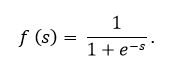 f (s) = 1 / (1 + e^{-s}).